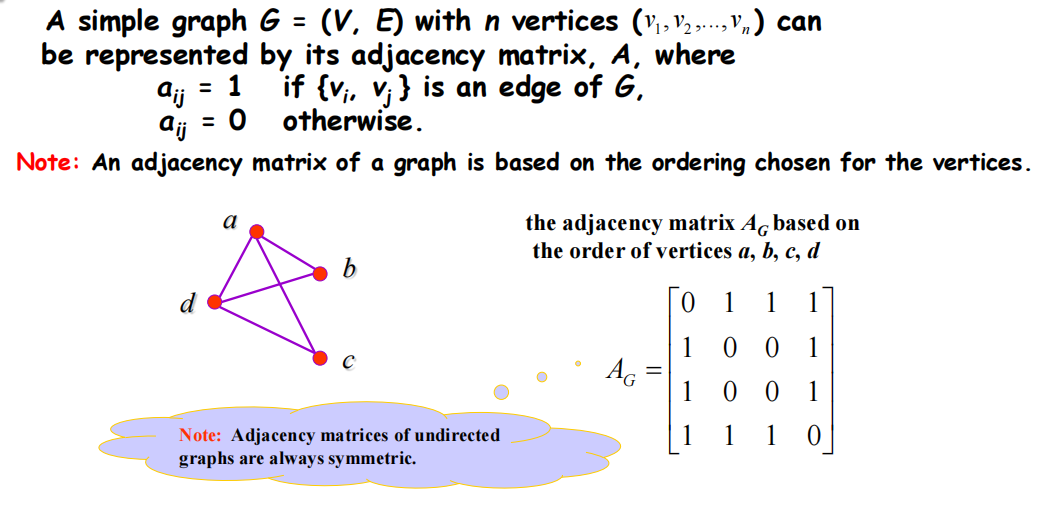 A simple graph G = (V, E) with n vertices (v₁, v₂,…, vₙ) can
be represented by its adjacency matrix, A, where
aᵢⱼ = 1 if {vᵢ, vⱼ} is an edge of G,
aᵢⱼ = 0 otherwise.
Note: An adjacency matrix of a graph is based on the ordering chosen for the vertices.
a
b
d
c
the adjacency matrix A_G based on
the order of vertices a, b, c, d
A_G =
0 1 1 1
1 0 0 1
1 0 0 1
1 1 1 0
Note: Adjacency matrices of undirected
graphs are always symmetric.